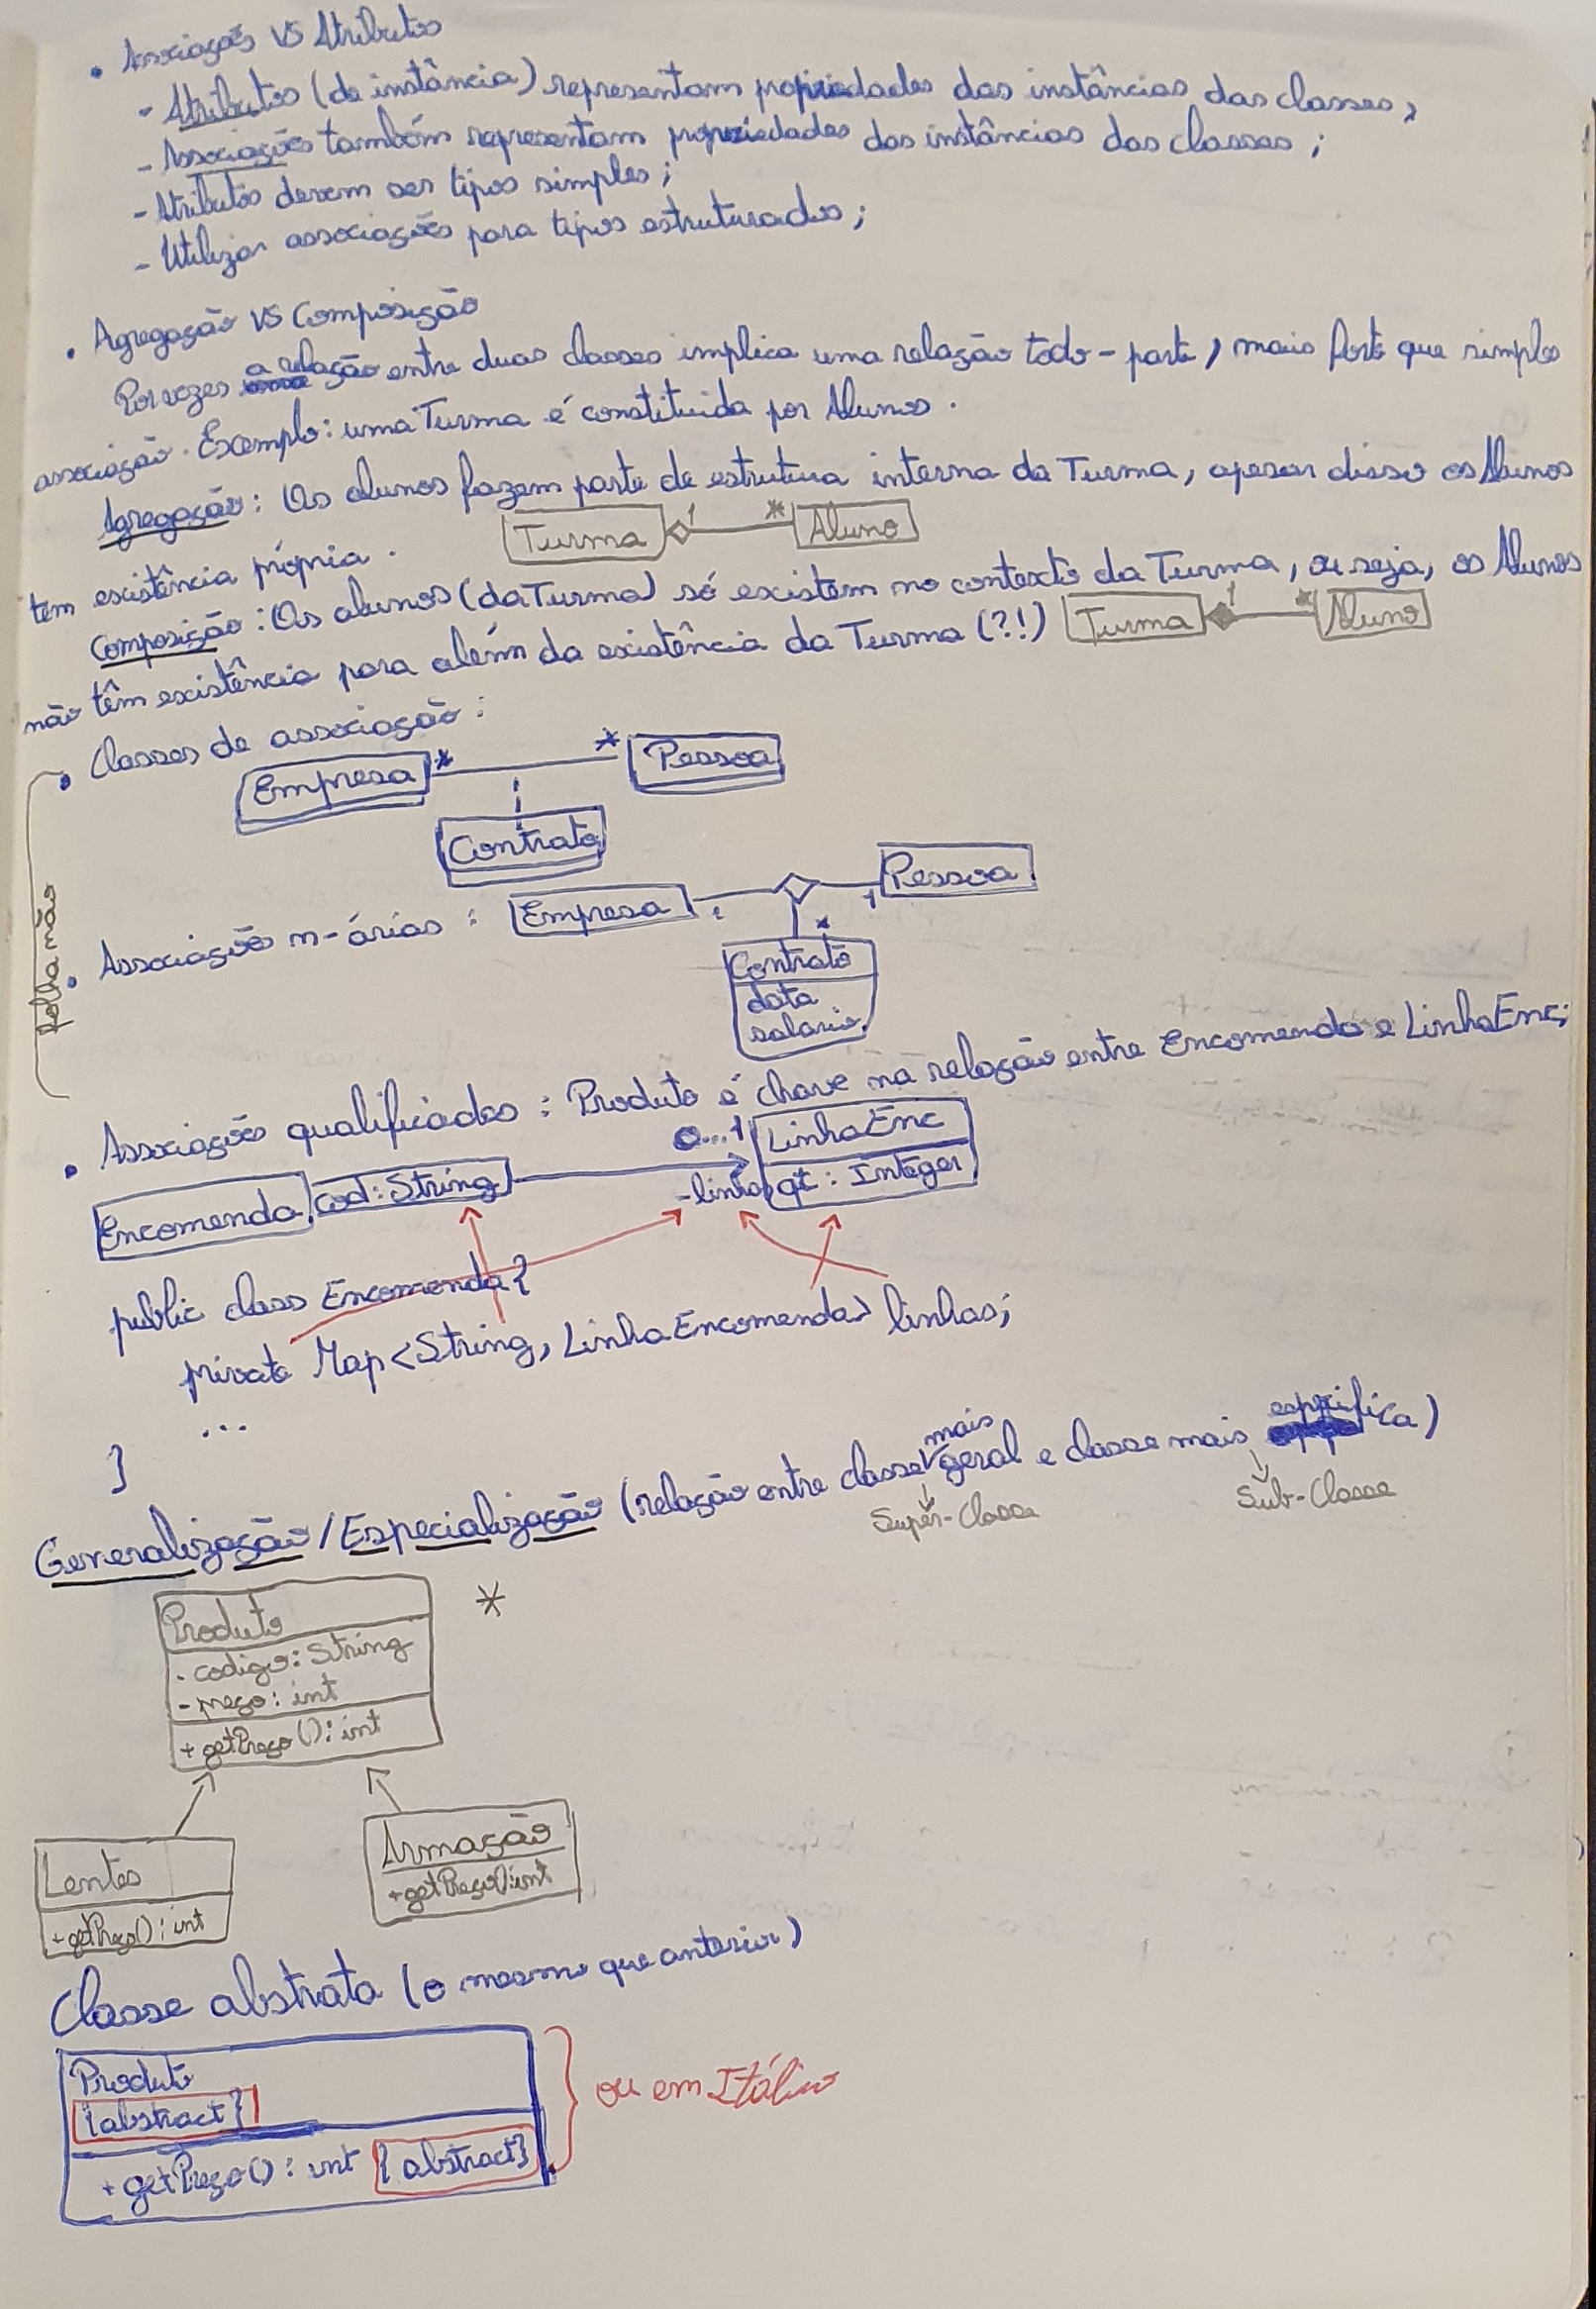 • Associações VS Atributos
- Atributos (de instância) representam propriedades das instâncias das classes;
- Associações também representam propriedades das instâncias das classes;
- Atributos devem ser tipos simples;
- Utilizar associações para tipos estruturados;
• Agregação VS Composição
Por vezes a relação entre duas classes implica uma relação todo-parte, mais forte que simples
associação. Exemplo: uma Turma é constituida por Alunos.
Agregação: Os alunos fazem parte de estrutura interna da Turma, apesar disso os Alunos
tem existência própria.
Turma 1 * Aluno
Composição: Os alunos (da Turma) só existem no contexto da Turma, ou seja, os Alunos
não têm existência para além da existência da Turma (?!)
Turma 1 * Aluno
folha não
• Classes de associação:
Empresa * * Pessoa
Contrato
• Associações n-árias: Empresa 1 Pessoa
*
Contrato
data
salario
• Associações qualificadas: Produto é chave na relação entre Encomenda e LinhaEnc;
Encomenda cod: String 0...1 LinhaEnc
-linhas qt: Integer
public class Encomenda {
private Map<String, LinhaEncomenda> linhas;
...
}
Generalização/Especialização (relação entre classe mais geral e classe mais especifica)
Super-Classe
Sub-Classe
*
Produto
- codigo: String
- preço: int
+ getPreço(): int
Lentes
+ getPreço(): int
Armação
+ getPreço(): int
Classe abstrata (o mesmo que anterior)
Produto
{abstract}
+ getPreço(): int {abstract}
ou em Itálico